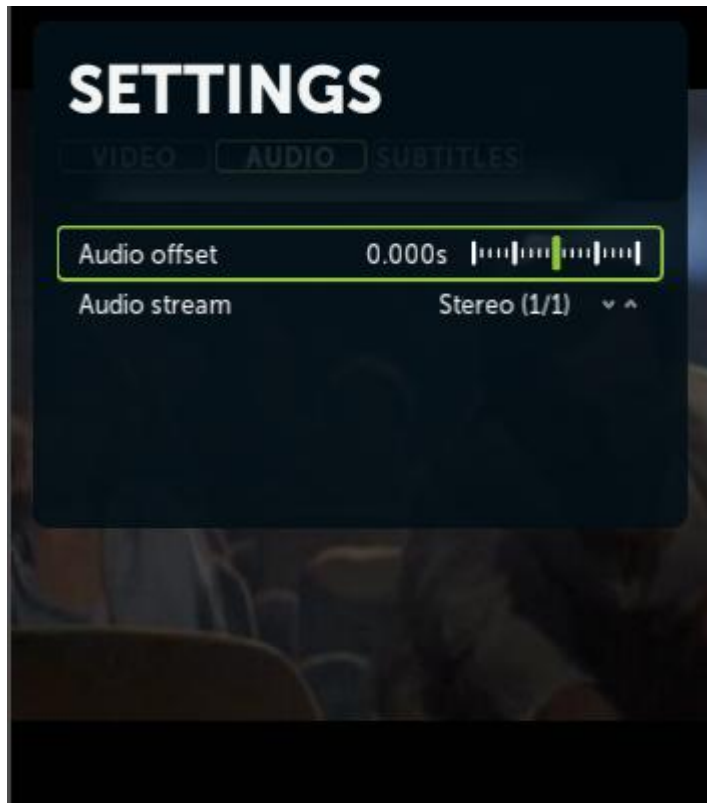 SETTINGS
VIDEO AUDIO SUBTITLES
Audio offset 0.000s
Audio stream Stereo (1/1)